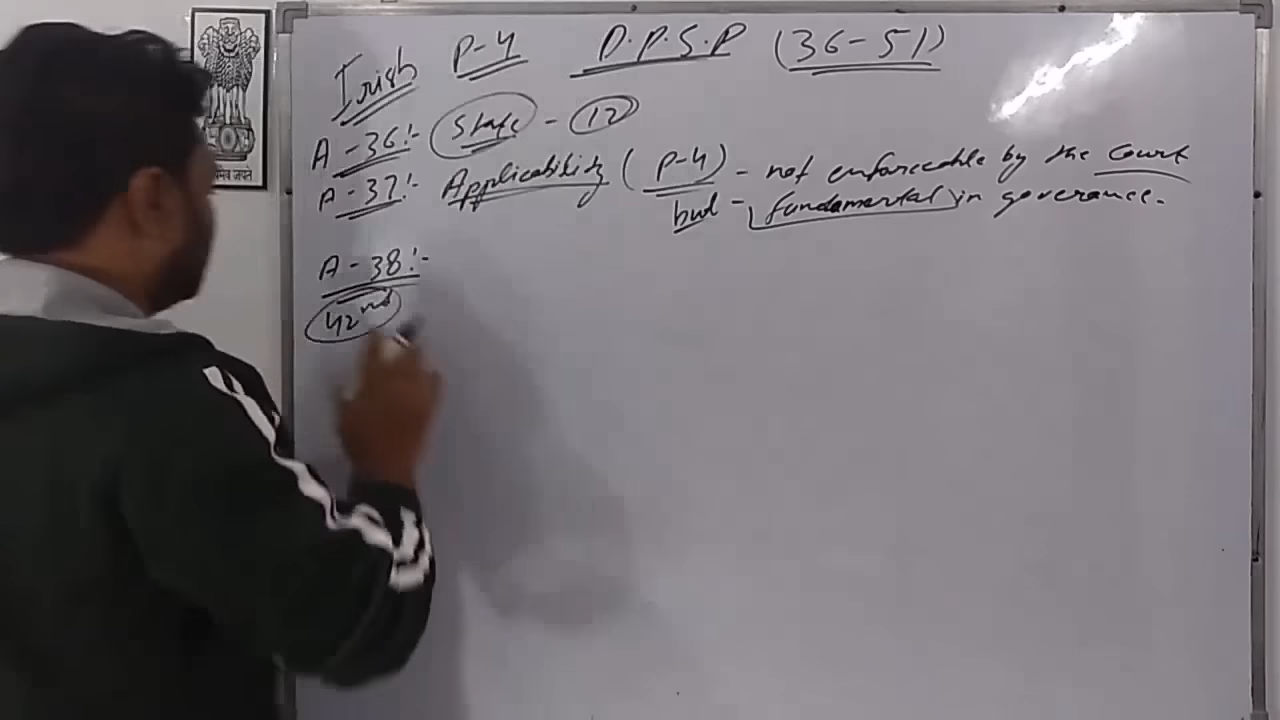 Irish P-4 D.P.S.P (36-51)
A-36:- State - 12
A-37:- Applicability (P-4) - not enforceable by the Court
but - fundamental in goverance.
A-38:-
42nd